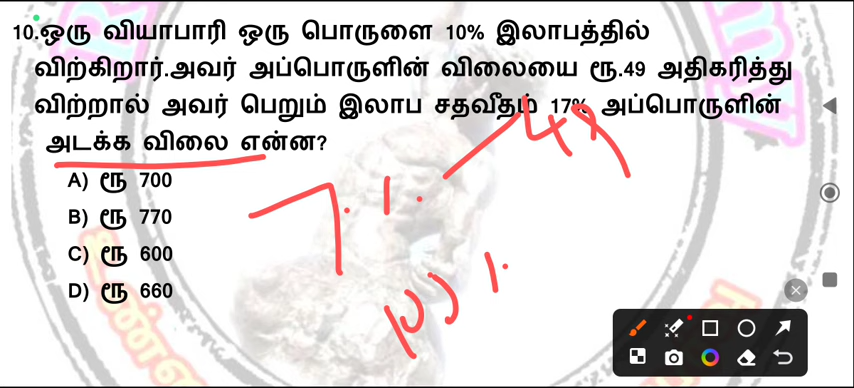 10.ஒரு வியாபாரி ஒரு பொருளை 10% இலாபத்தில்
விற்கிறார்.அவர் அப்பொருளின் விலையை ரூ.49 அதிகரித்து
விற்றால் அவர் பெறும் இலாப சதவீதம் 17% அப்பொருளின்
அடக்க விலை என்ன?
A) ரூ 700
B) ரூ 770
C) ரூ 600
D) ரூ 660
7% 49
100%